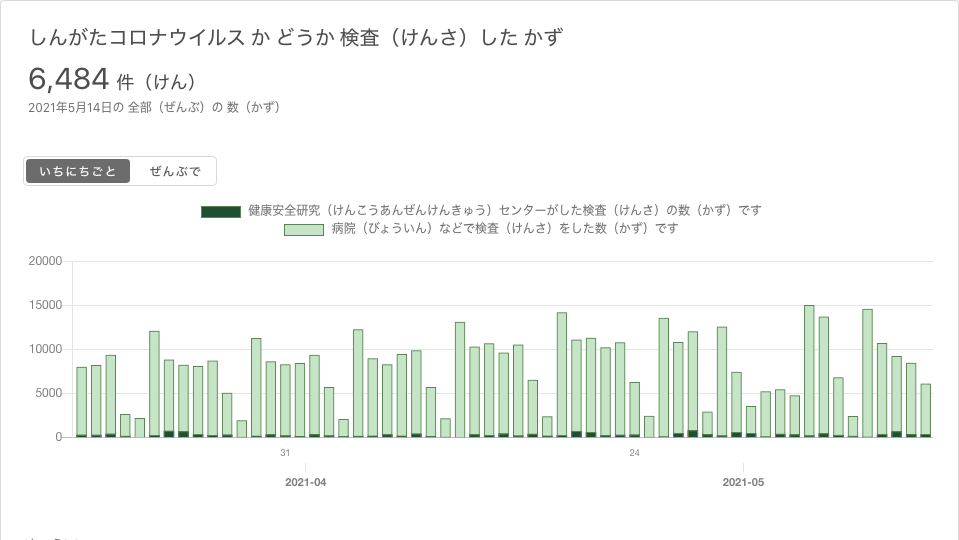 しんがたコロナウイルス か どうか 検査（けんさ）した かず
6,484 件（けん）
2021年5月14日の 全部（ぜんぶ）の 数（かず）
いちにちごと ぜんぶで
健康安全研究（けんこうあんぜんけんきゅう）センターがした検査（けんさ）の数（かず）です
病院（びょういん）などで検査（けんさ）をした数（かず）です
20000
15000
10000
5000
0
31 24
2021-04 2021-05